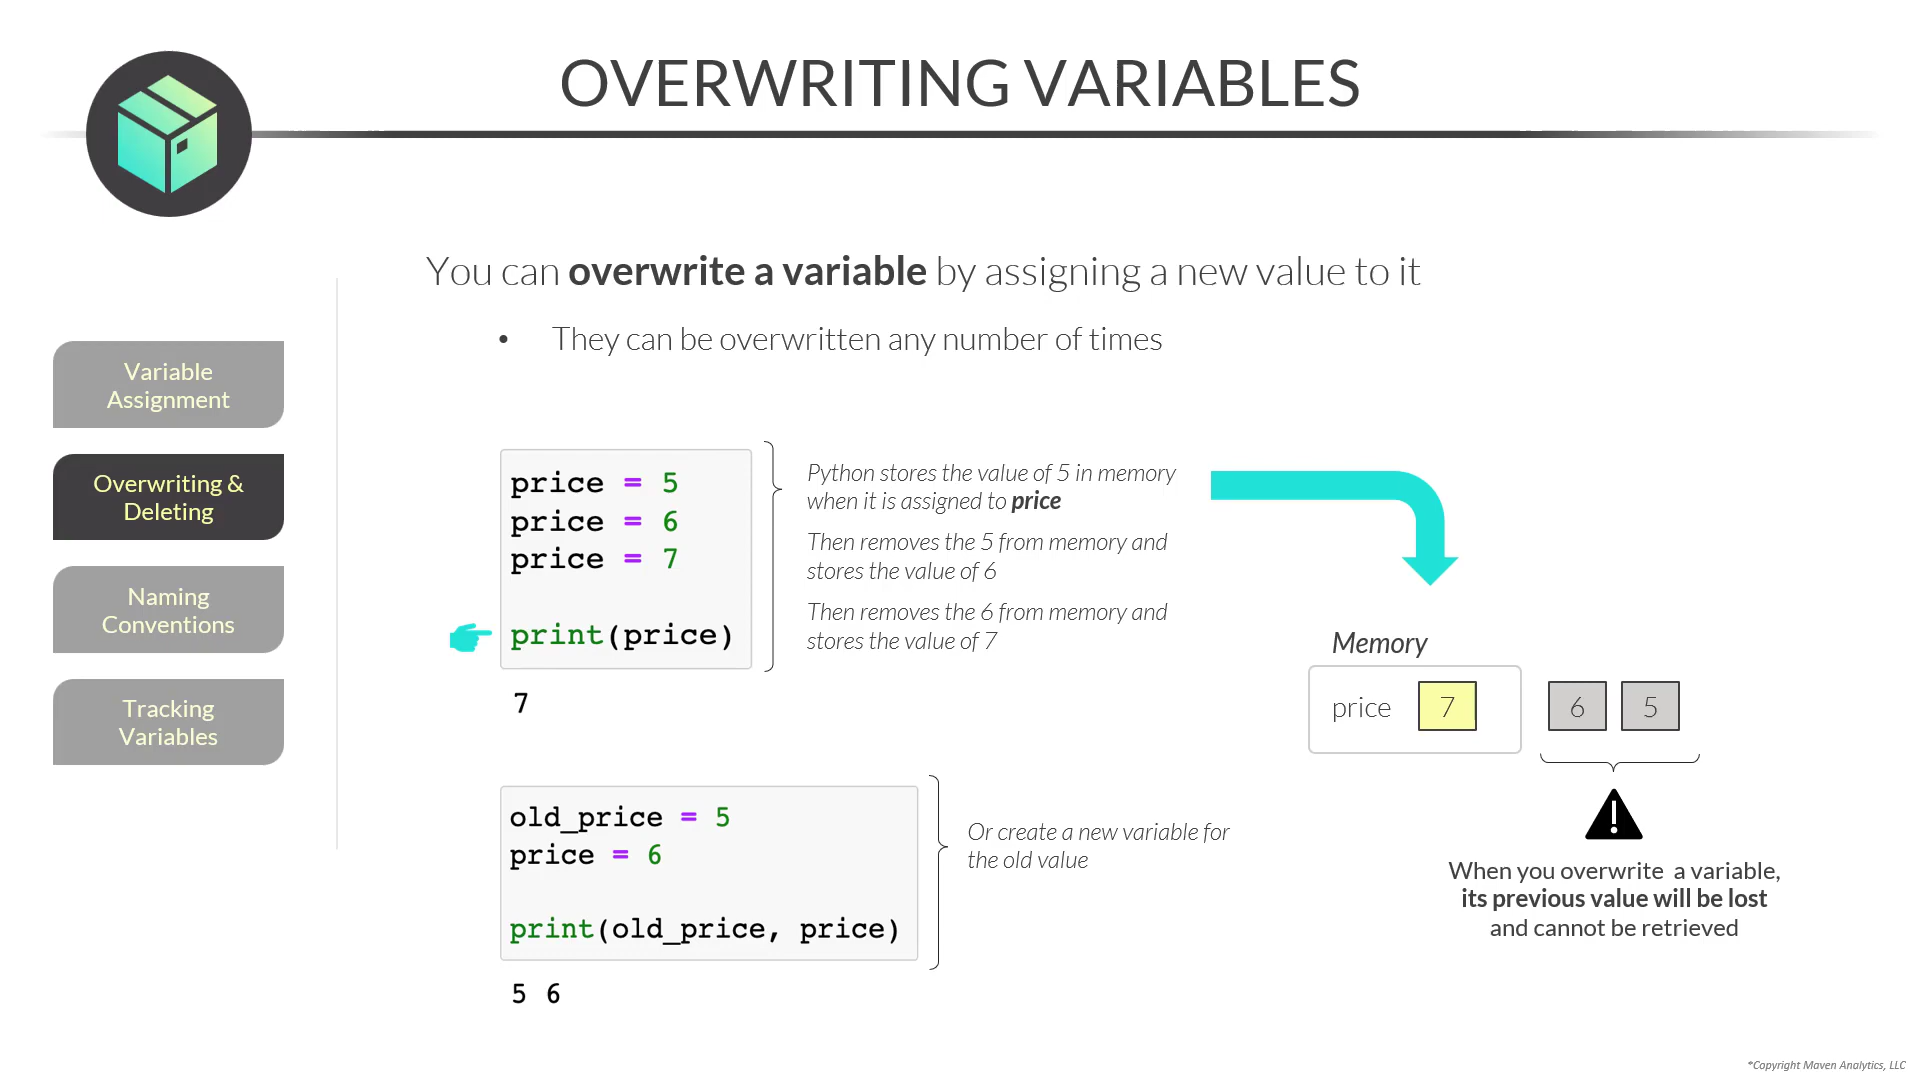 OVERWRITING VARIABLES
You can overwrite a variable by assigning a new value to it
• They can be overwritten any number of times
Variable
Assignment
Overwriting &
Deleting
Naming
Conventions
Tracking
Variables
price = 5
price = 6
price = 7
print(price)
7
Python stores the value of 5 in memory
when it is assigned to price
Then removes the 5 from memory and
stores the value of 6
Then removes the 6 from memory and
stores the value of 7
Memory
price 7 6 5
When you overwrite a variable,
its previous value will be lost
and cannot be retrieved
old_price = 5
price = 6
print(old_price, price)
5 6
Or create a new variable for
the old value
*Copyright Maven Analytics, LLC